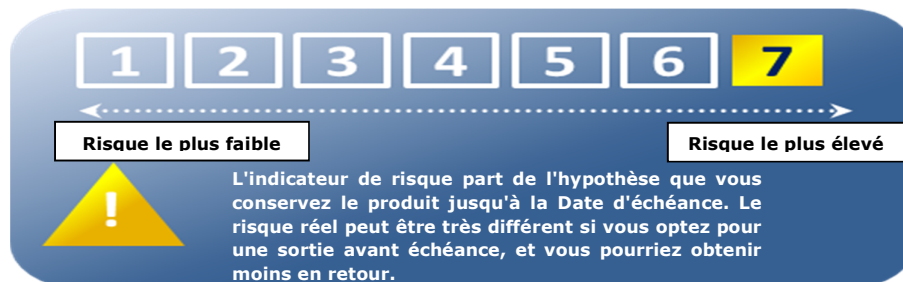 1 2 3 4 5 6 7
Risque le plus faible
Risque le plus élevé
!
L'indicateur de risque part de l'hypothèse que vous
conservez le produit jusqu'à la Date d'échéance. Le
risque réel peut être très différent si vous optez pour
une sortie avant échéance, et vous pourriez obtenir
moins en retour.